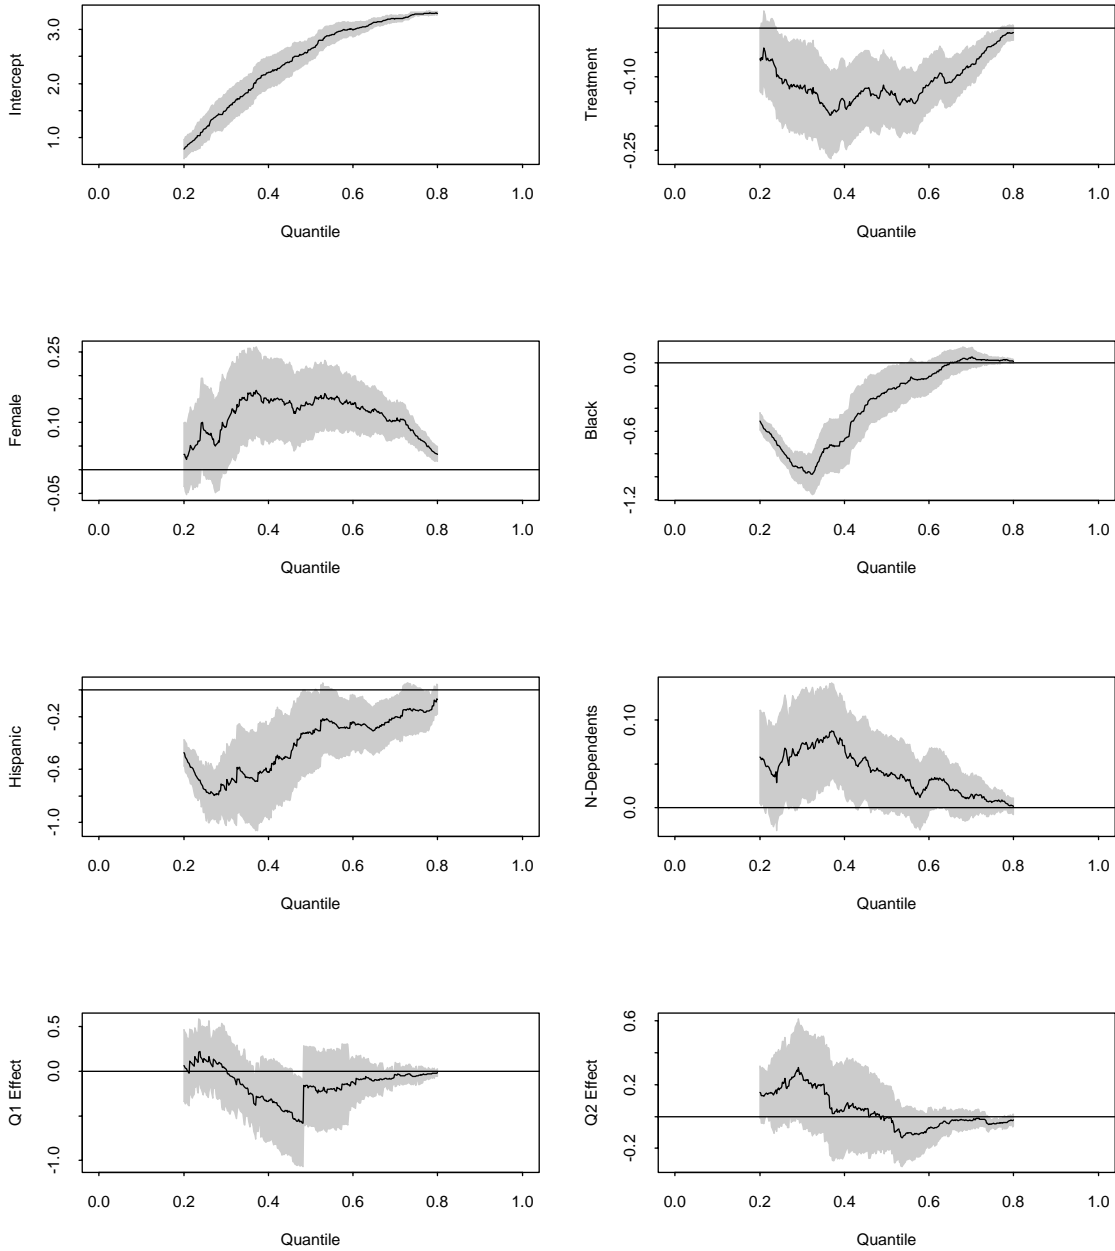 Intercept
1.0 2.0 3.0
0.0 0.2 0.4 0.6 0.8 1.0
Quantile
Treatment
-0.25 -0.10
0.0 0.2 0.4 0.6 0.8 1.0
Quantile
Female
-0.05 0.10 0.25
0.0 0.2 0.4 0.6 0.8 1.0
Quantile
Black
-1.2 -0.6 0.0
0.0 0.2 0.4 0.6 0.8 1.0
Quantile
Hispanic
-1.0 -0.6 -0.2
0.0 0.2 0.4 0.6 0.8 1.0
Quantile
N-Dependents
0.0 0.10
0.0 0.2 0.4 0.6 0.8 1.0
Quantile
Q1 Effect
-1.0 0.0 0.5
0.0 0.2 0.4 0.6 0.8 1.0
Quantile
Q2 Effect
-0.2 0.2 0.6
0.0 0.2 0.4 0.6 0.8 1.0
Quantile